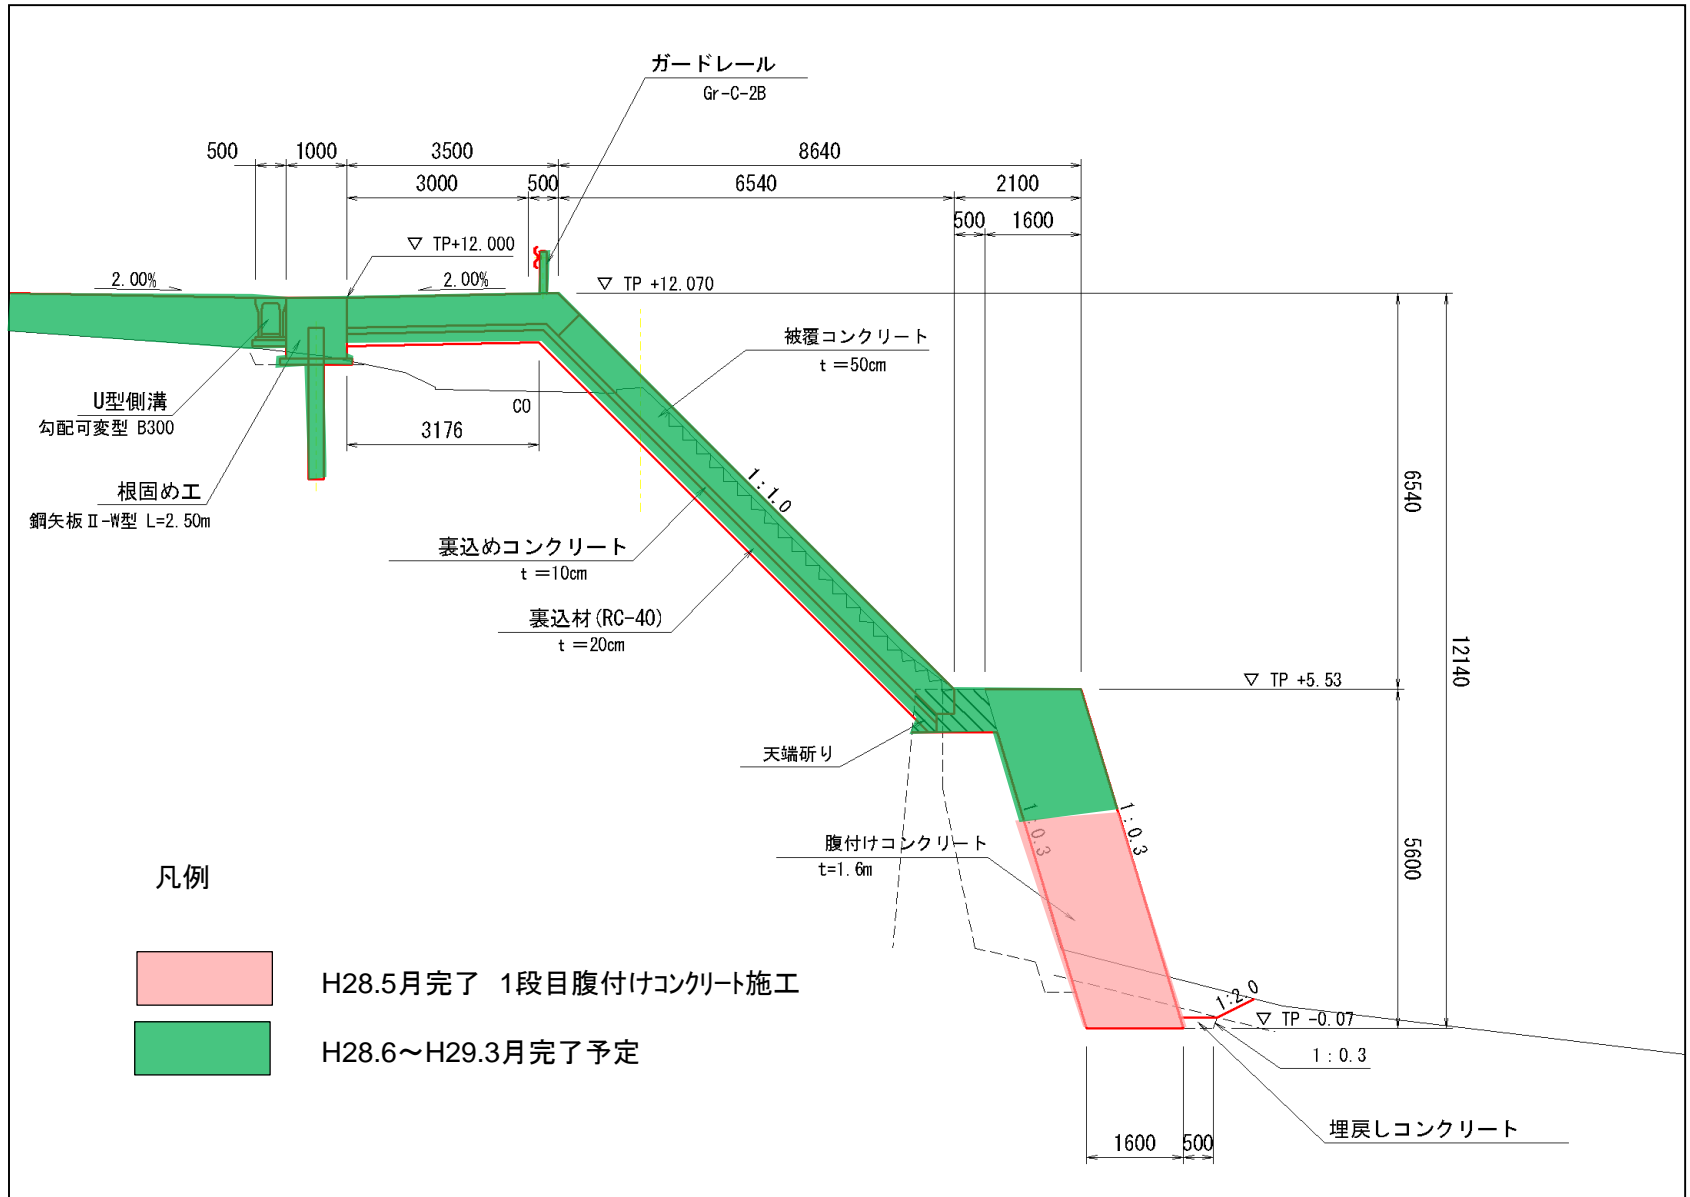 ガードレール
Gr-C-2B
500
1000
3500
8640
3000
500
6540
2100
500
1600
▽ TP+12.000
2.00%
2.00%
▽ TP +12.070
被覆コンクリート
t=50cm
U型側溝
勾配可変型 B300
CO
3176
1:1.0
6540
根固め工
鋼矢板Ⅱ-W型 L=2.50m
裏込めコンクリート
t=10cm
裏込材(RC-40)
t=20cm
12140
▽ TP +5.53
天端斫り
1:0.3
1:0.3
腹付けコンクリート
t=1.6m
5600
凡例
H28.5月完了 1段目腹付けコンクリート施工
H28.6～H29.3月完了予定
1:2.0
▽ TP -0.07
1:0.3
埋戻しコンクリート
1600
500